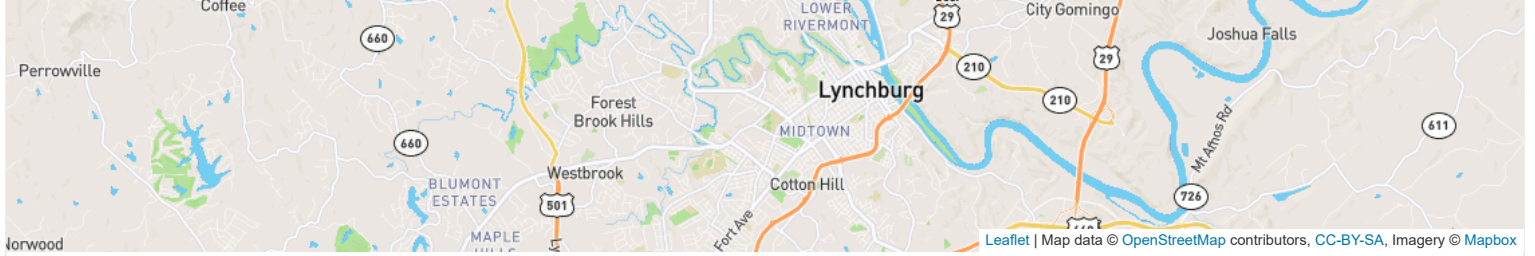 Coffee
LOWER
RIVERMONT
29
City Gomingo
660
Joshua Falls
Perrowville
210
29
Lynchburg
Forest
Brook Hills
210
MIDTOWN
611
660
Mt Athos Rd
Westbrook
Cotton Hill
BLUMONT
ESTATES
726
501
Fort Ave
MAPLE
Leaflet | Map data © OpenStreetMap contributors, CC-BY-SA, Imagery © Mapbox